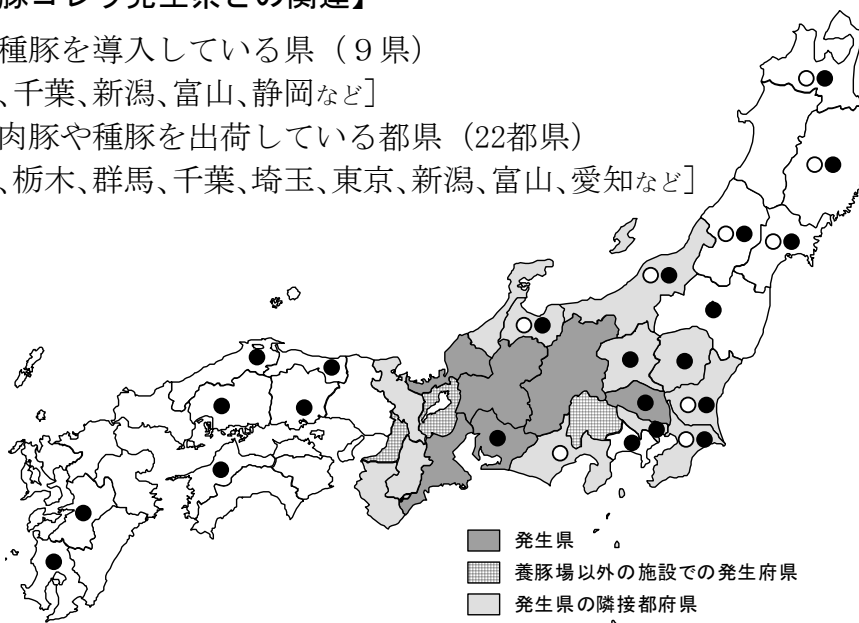 豚コレラ発生県との関連】
種豚を導入している県（９県）
、千葉、新潟、富山、静岡など］
肉豚や種豚を出荷している都県（22都県）
、栃木、群馬、千葉、埼玉、東京、新潟、富山、愛知など］
発生県
養豚場以外の施設での発生府県
発生県の隣接都府県